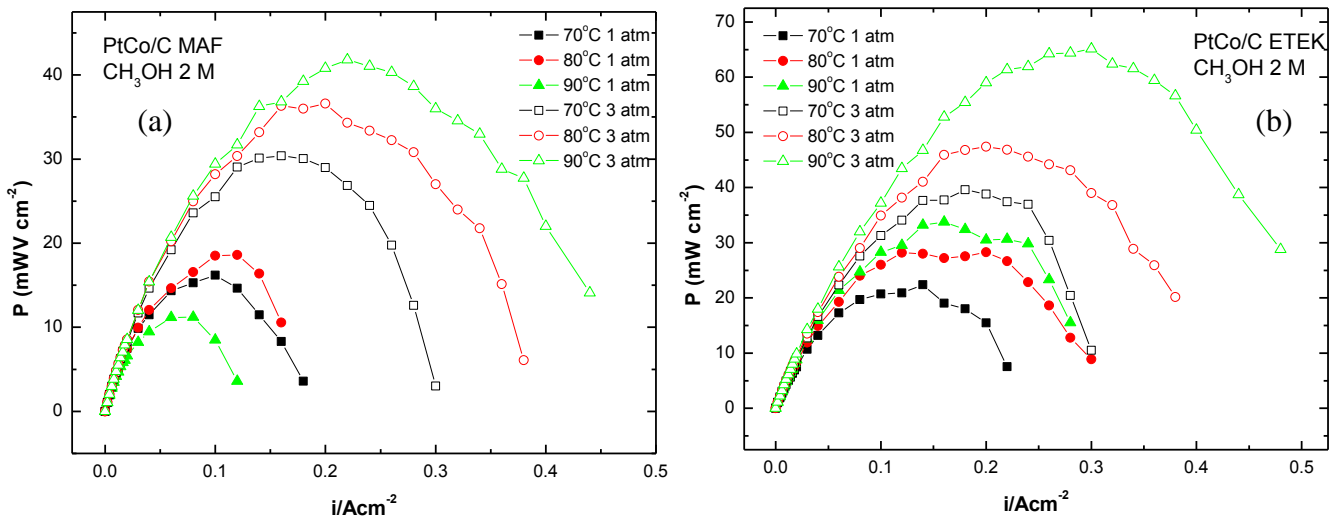 PtCo/C MAF
CH₃OH 2 M
(a)
70°C 1 atm
80°C 1 atm
90°C 1 atm
70°C 3 atm
80°C 3 atm
90°C 3 atm
P (mWV cm⁻²)
40
30
20
10
0
0.0 0.1 0.2 0.3 0.4 0.5
i/Acm⁻²
70°C 1 atm
80°C 1 atm
90°C 1 atm
70°C 3 atm
80°C 3 atm
90°C 3 atm
PtCo/C ETEK
CH₃OH 2 M
(b)
P (mW cm⁻²)
70
60
50
40
30
20
10
0
0.0 0.1 0.2 0.3 0.4 0.5
i/Acm⁻²